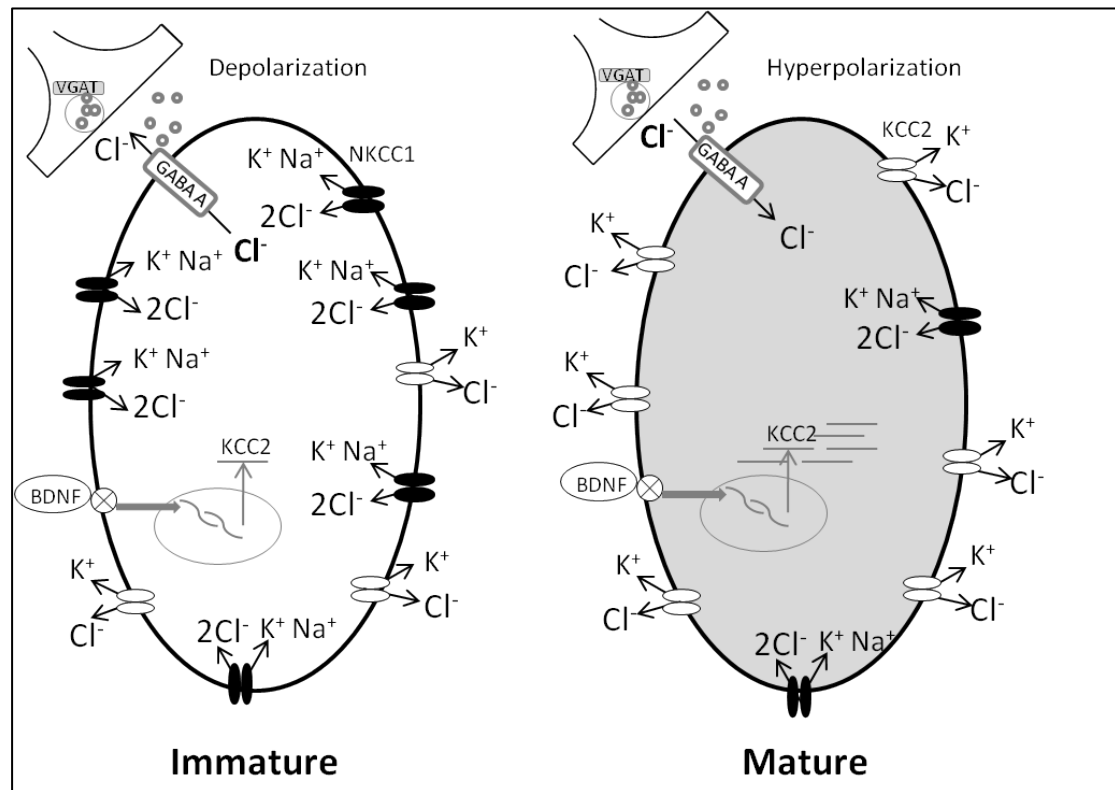 Depolarization
VGAT
Cl⁻
GABA A
Cl⁻
K⁺ Na⁺
NKCC1
2Cl⁻
K⁺ Na⁺
2Cl⁻
K⁺ Na⁺
2Cl⁻
K⁺ Na⁺
2Cl⁻
K⁺
Cl⁻
KCC2
K⁺ Na⁺
2Cl⁻
BDNF
K⁺
Cl⁻
K⁺
Cl⁻
2Cl⁻ K⁺ Na⁺
Immature
Hyperpolarization
VGAT
Cl⁻
GABA A
Cl⁻
KCC2
K⁺
Cl⁻
K⁺
Cl⁻
K⁺ Na⁺
2Cl⁻
K⁺
Cl⁻
KCC2
K⁺
Cl⁻
BDNF
K⁺
Cl⁻
K⁺
Cl⁻
2Cl⁻ K⁺ Na⁺
Mature